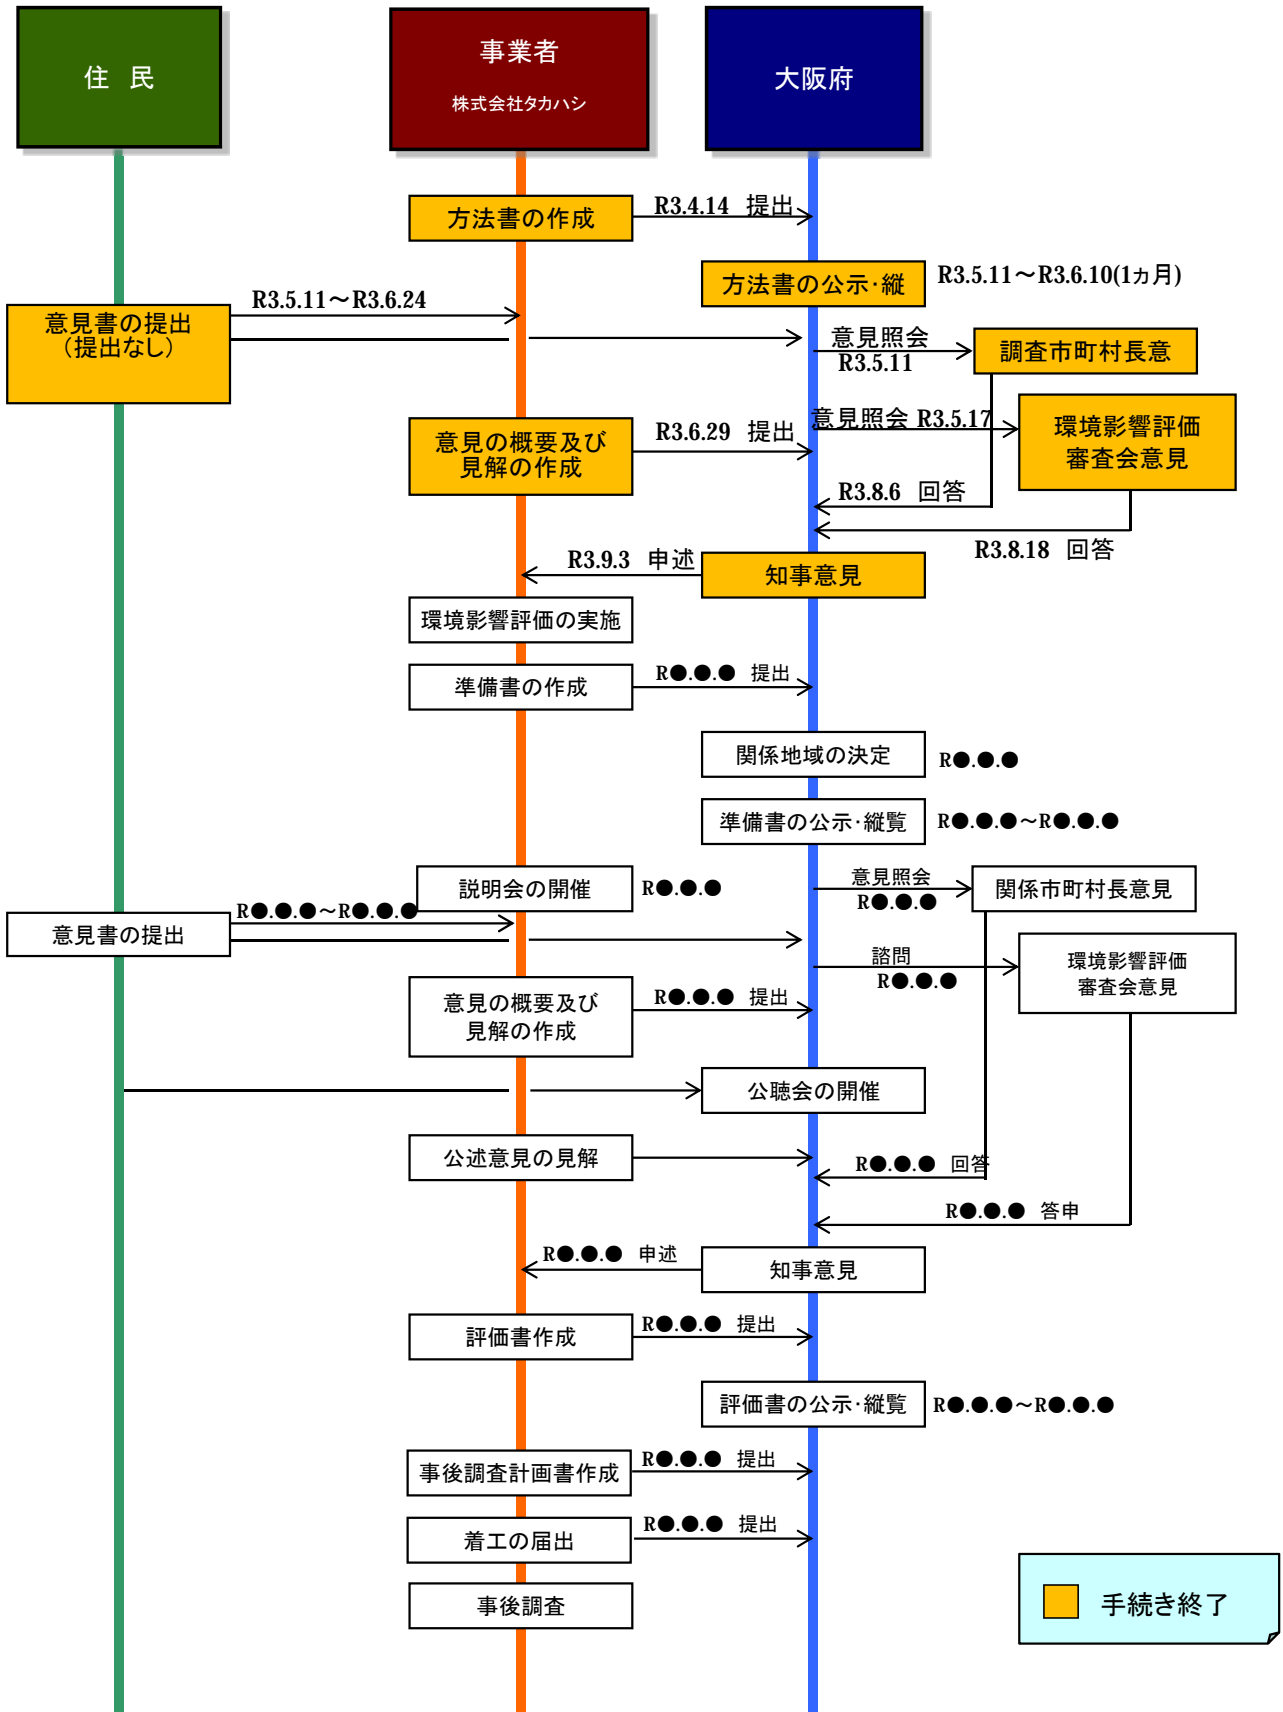 住　民
事業者
株式会社タカハシ
大阪府
方法書の作成
R3.4.14　提出
方法書の公示・縦
R3.5.11～R3.6.10(1ヵ月)
意見書の提出
（提出なし）
R3.5.11～R3.6.24
意見照会
R3.5.11
調査市町村長意
意見の概要及び
見解の作成
R3.6.29　提出
意見照会 R3.5.17
環境影響評価
審査会意見
R3.8.6　回答
R3.8.18　回答
R3.9.3　申述
知事意見
環境影響評価の実施
準備書の作成
R●.●.●　提出
関係地域の決定
R●.●.●
準備書の公示・縦覧
R●.●.●～R●.●.●
説明会の開催
R●.●.●
意見照会
R●.●.●
関係市町村長意見
意見書の提出
R●.●.●～R●.●.●
諮問
R●.●.●
環境影響評価
審査会意見
意見の概要及び
見解の作成
R●.●.●　提出
公聴会の開催
公述意見の見解
R●.●.●　回答
R●.●.●　答申
R●.●.●　申述
知事意見
評価書作成
R●.●.●　提出
評価書の公示・縦覧
R●.●.●～R●.●.●
事後調査計画書作成
R●.●.●　提出
着工の届出
R●.●.●　提出
事後調査
手続き終了